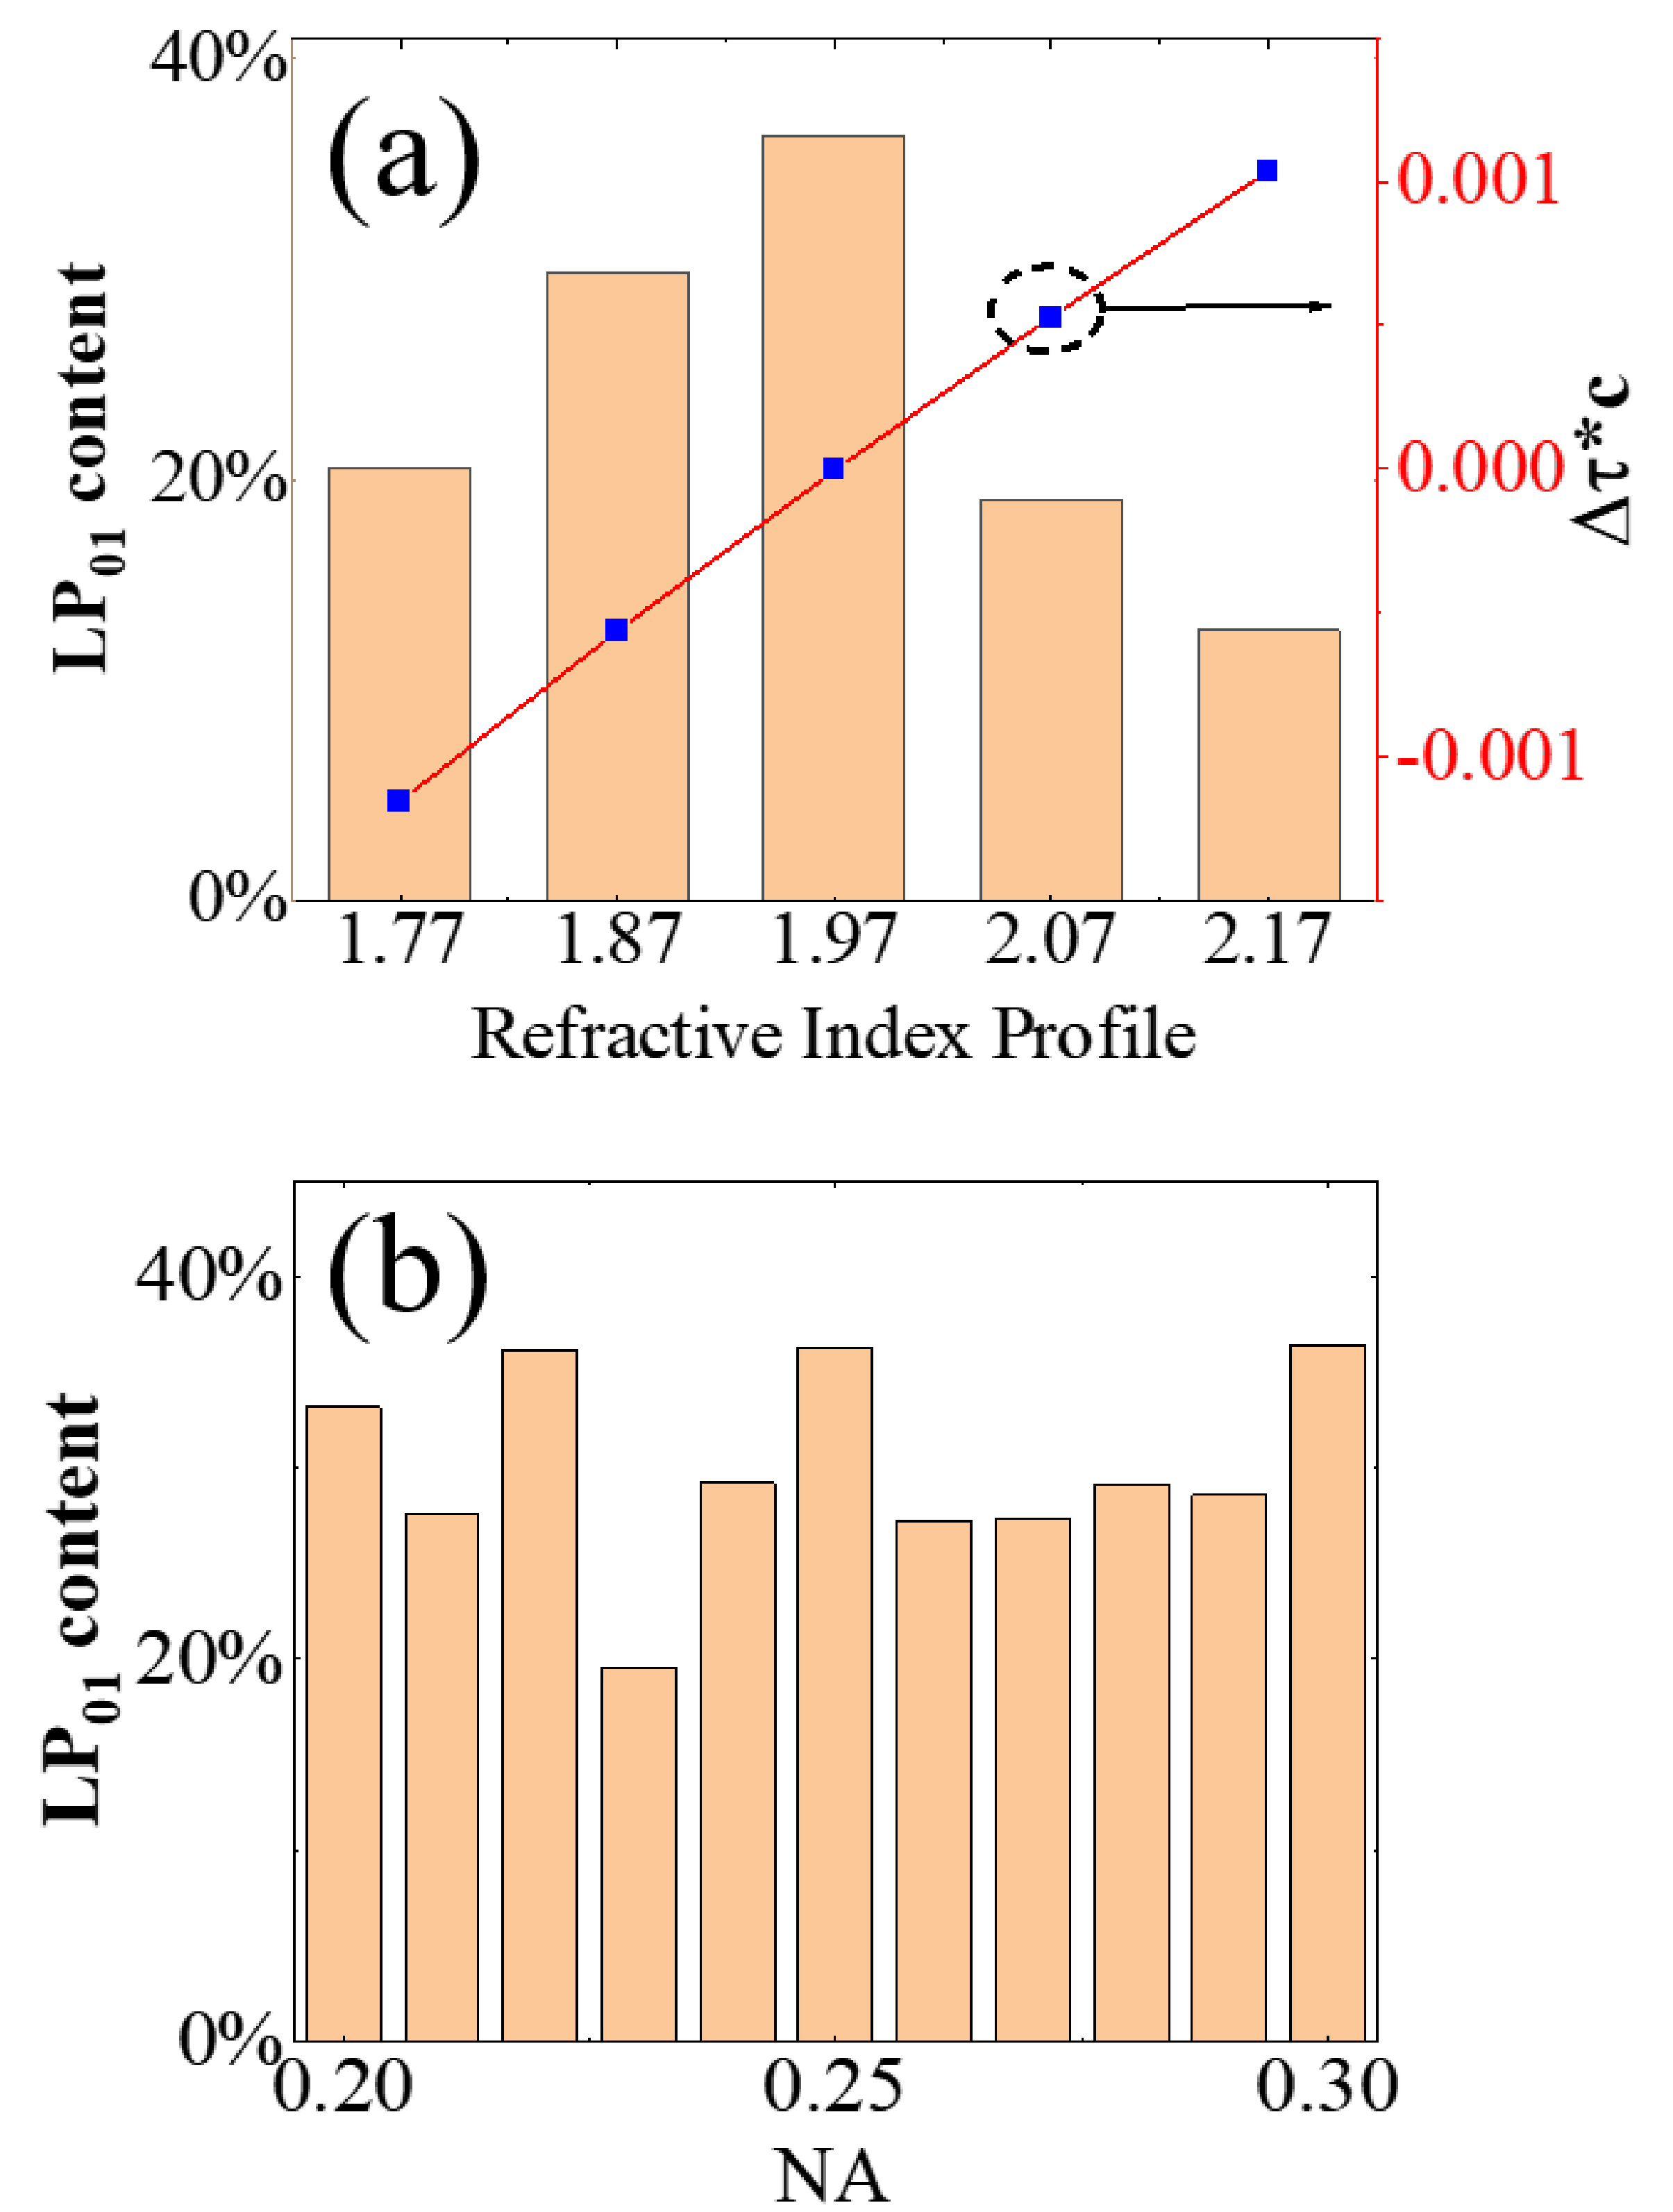 (a)
40%
20%
0%
LP01 content
0.001
0.000
-0.001
Δτ*c
1.77 1.87 1.97 2.07 2.17
Refractive Index Profile
(b)
40%
20%
0%
LP01 content
0.20 0.25 0.30
NA